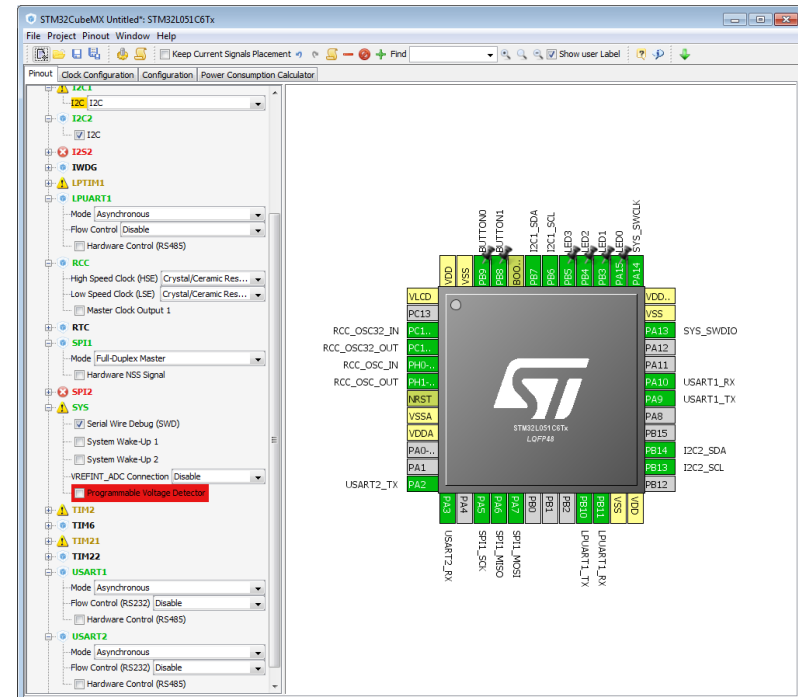 STM32CubeMX Untitled*: STM32L051C6Tx
File Project Pinout Window Help
Keep Current Signals Placement Find Show user Label
Pinout Clock Configuration Configuration Power Consumption Calculator
I2C1
I2C I2C
I2C2
I2C
I2S2
IWDG
LPTIM1
LPUART1
Mode Asynchronous
Flow Control Disable
Hardware Control (RS485)
RCC
High Speed Clock (HSE) Crystal/Ceramic Res...
Low Speed Clock (LSE) Crystal/Ceramic Res...
Master Clock Output 1
RTC
SPI1
Mode Full-Duplex Master
Hardware NSS Signal
SPI2
SYS
Serial Wire Debug (SWD)
System Wake-Up 1
System Wake-Up 2
VREFINT_ADC Connection Disable
Programmable Voltage Detector
TIM2
TIM6
TIM21
TIM22
USART1
Mode Asynchronous
Flow Control (RS232) Disable
Hardware Control (RS485)
USART2
Mode Asynchronous
Flow Control (RS232) Disable
Hardware Control (RS485)
BUTTON0
BUTTON1
I2C1_SDA
I2C1_SCL
LED3
LED2
LED1
LED0
SYS_SWCLK
VDD
VSS
PB9
PB8
BOO..
PB7
PB6
PB5
PB4
PB3
PA15
PA14
VLCD
PC13
RCC_OSC32_IN PC1..
RCC_OSC32_OUT PC1..
RCC_OSC_IN PH0-..
RCC_OSC_OUT PH1-..
NRST
VSSA
VDDA
PA0-..
PA1
USART2_TX PA2
ST
STM32L051C6Tx
LQFP48
VDD..
VSS
PA13 SYS_SWDIO
PA12
PA11
PA10 USART1_RX
PA9 USART1_TX
PA8
PB15
PB14 I2C2_SDA
PB13 I2C2_SCL
PB12
PA3
PA4
PA5
PA6
PA7
PB0
PB1
PB2
PB10
PB11
VSS
VDD
USART2_RX
SPI1_SCK
SPI1_MISO
SPI1_MOSI
LPUART1_TX
LPUART1_RX